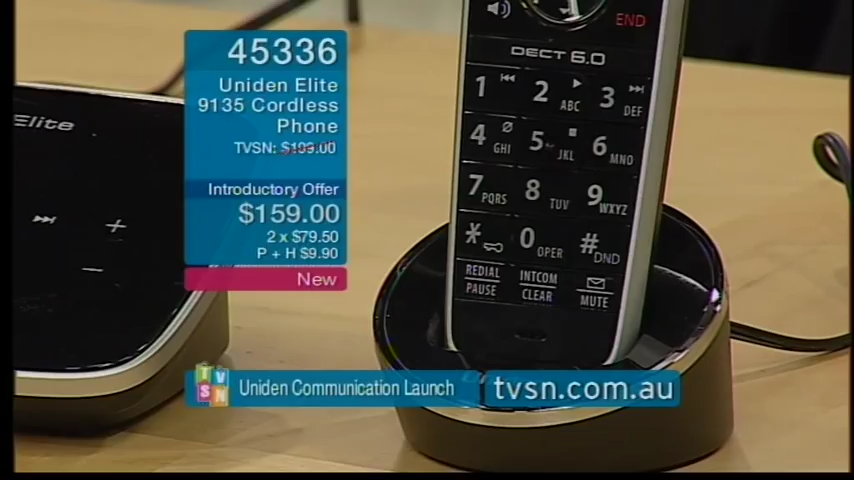 45336
Uniden Elite
9135 Cordless
Phone
TVSN:
Introductory Offer
$159.00
2 x $79.50
P + H $9.90
New
TVSN
Uniden Communication Launch
tvsn.com.au
Elite
END
DECT 6.0
1
2 ABC
3 DEF
4 GHI
5 JKL
6 MNO
7 PQRS
8 TUV
9 WXYZ
*
0 OPER
# DND
REDIAL
PAUSE
INTCOM
CLEAR
MUTE